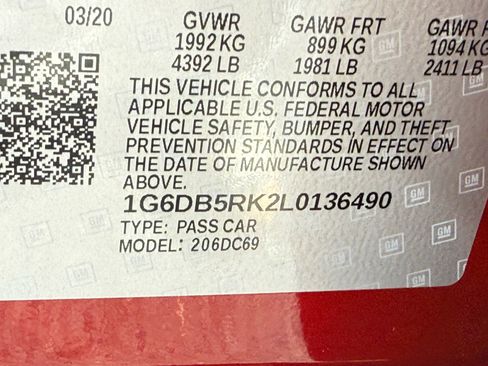 03/20 GVWR GAWR FRT GAWR
1992 KG 899 KG 1094 KG
4392 LB 1981 LB 2411 LB
THIS VEHICLE CONFORMS TO ALL
APPLICABLE U.S. FEDERAL MOTOR
VEHICLE SAFETY, BUMPER, AND THEFT
PREVENTION STANDARDS IN EFFECT ON
THE DATE OF MANUFACTURE SHOWN
ABOVE.
1G6DB5RK2L0136490
TYPE: PASS CAR
MODEL: 206DC69
GM